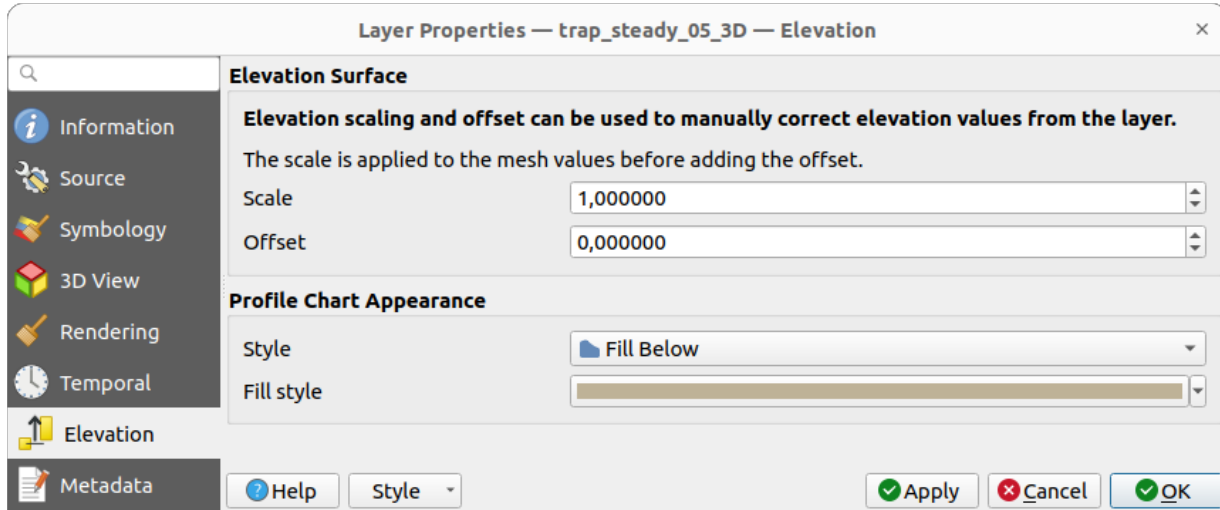 Layer Properties — trap_steady_05_3D — Elevation
Information
Source
Symbology
3D View
Rendering
Temporal
Elevation
Metadata
Elevation Surface
Elevation scaling and offset can be used to manually correct elevation values from the layer.
The scale is applied to the mesh values before adding the offset.
Scale 1,000000
Offset 0,000000
Profile Chart Appearance
Style Fill Below
Fill style
Help Style Apply Cancel OK